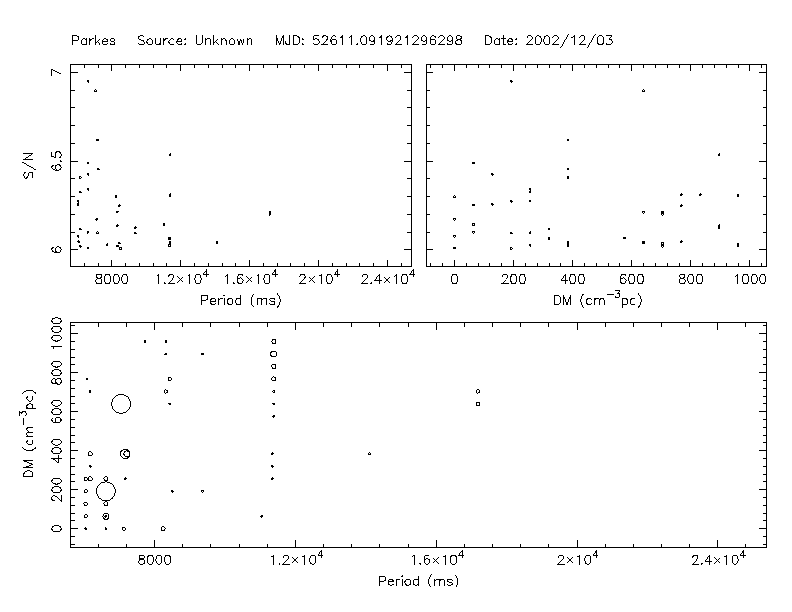 Parkes Source: Unknown MJD: 52611.091921296298 Date: 2002/12/03
7
6.5
6
S/N
8000 1.2×10⁴ 1.6×10⁴ 2×10⁴ 2.4×10⁴
Period (ms)
0 200 400 600 800 1000
DM (cm⁻³pc)
1000
800
600
400
200
0
DM (cm⁻³pc)
8000 1.2×10⁴ 1.6×10⁴ 2×10⁴ 2.4×10⁴
Period (ms)